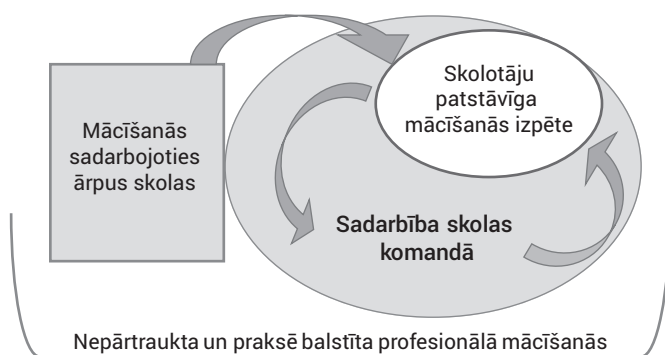 Mācīšanās
sadarbojoties
ārpus skolas
Skolotāju
patstāvīga
mācīšanās izpēte
Sadarbība skolas
komandā
Nepārtraukta un praksē balstīta profesionālā mācīšanās